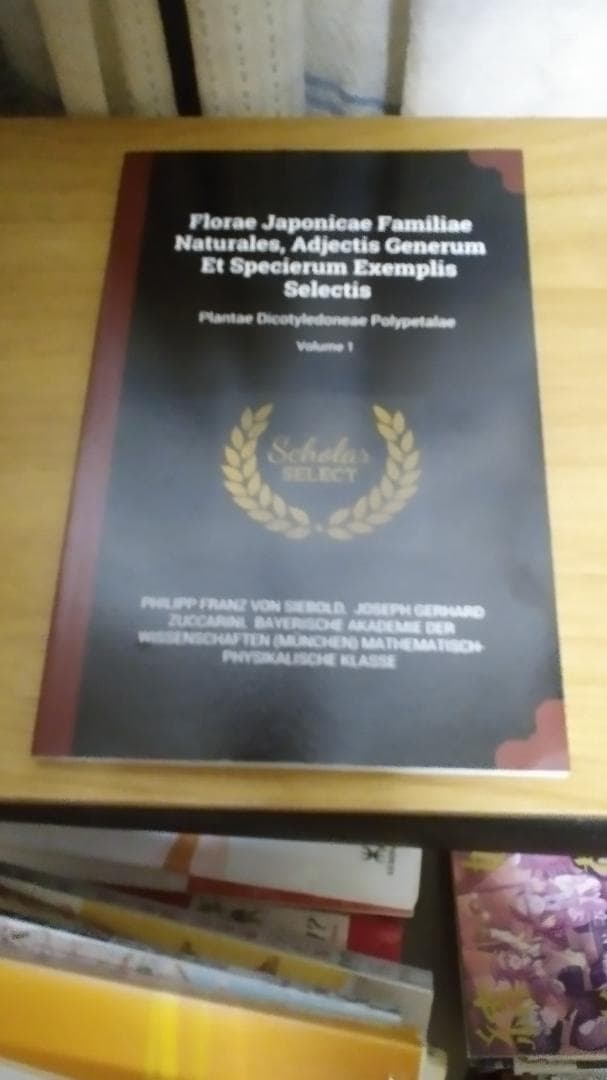 Florae Japonicae Familiae
Naturales, Adjectis Generum
Et Specierum Exemplis
Selectis
Plantae Dicotyledoneae Polypetalae
Volume 1
Scholar
SELECT
PHILIPP FRANZ VON SIEBOLD, JOSEPH GERHARD
ZUCCARINI, BAYERISCHE AKADEMIE DER
WISSENSCHAFTEN (MÜNCHEN) MATHEMATISCH-
PHYSIKALISCHE KLASSE